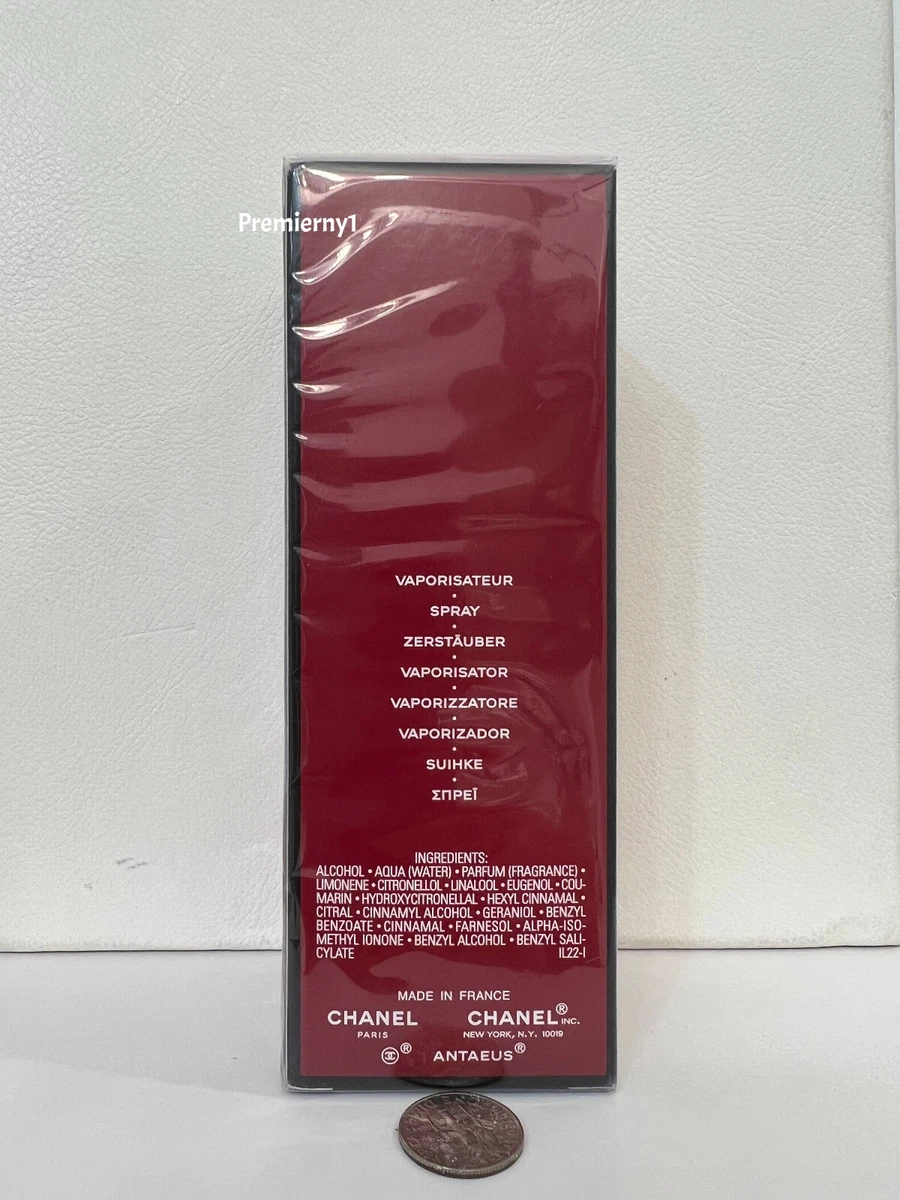 Premierny1
VAPORISATEUR
•
SPRAY
•
ZERSTÄUBER
•
VAPORISATOR
•
VAPORIZZATORE
•
VAPORIZADOR
•
SUIHKE
•
ΣΠΡΕΪ
INGREDIENTS:
ALCOHOL • AQUA (WATER) • PARFUM (FRAGRANCE) •
LIMONENE • CITRONELLOL • LINALOOL • EUGENOL • COU-
MARIN • HYDROXYCITRONELLAL • HEXYL CINNAMAL •
CITRAL • CINNAMYL ALCOHOL • GERANIOL • BENZYL
BENZOATE • CINNAMAL • FARNESOL • ALPHA-ISO-
METHYL IONONE • BENZYL ALCOHOL • BENZYL SALI-
CYLATE IL22-I
MADE IN FRANCE
CHANEL CHANEL® INC.
PARIS NEW YORK, N.Y. 10019
® ANTAEUS®